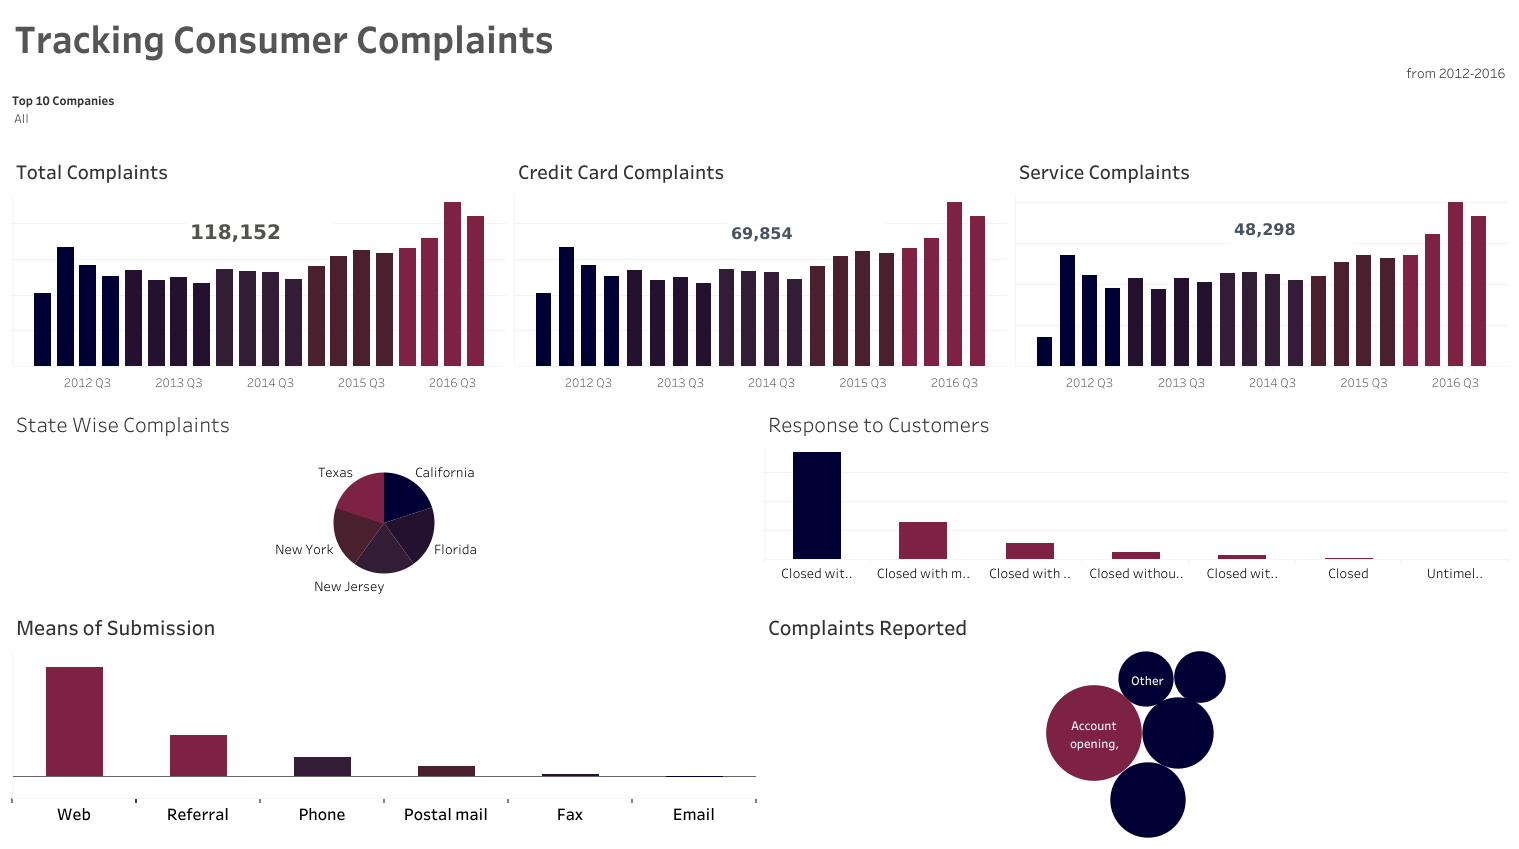 Tracking Consumer Complaints
from 2012-2016
Top 10 Companies
All
Total Complaints
118,152
2012 Q3 2013 Q3 2014 Q3 2015 Q3 2016 Q3
Credit Card Complaints
69,854
2012 Q3 2013 Q3 2014 Q3 2015 Q3 2016 Q3
Service Complaints
48,298
2012 Q3 2013 Q3 2014 Q3 2015 Q3 2016 Q3
State Wise Complaints
Texas
California
New York
Florida
New Jersey
Response to Customers
Closed wit.. Closed with m.. Closed with .. Closed withou.. Closed wit.. Closed Untimel..
Means of Submission
Web Referral Phone Postal mail Fax Email
Complaints Reported
Other
Account
opening,